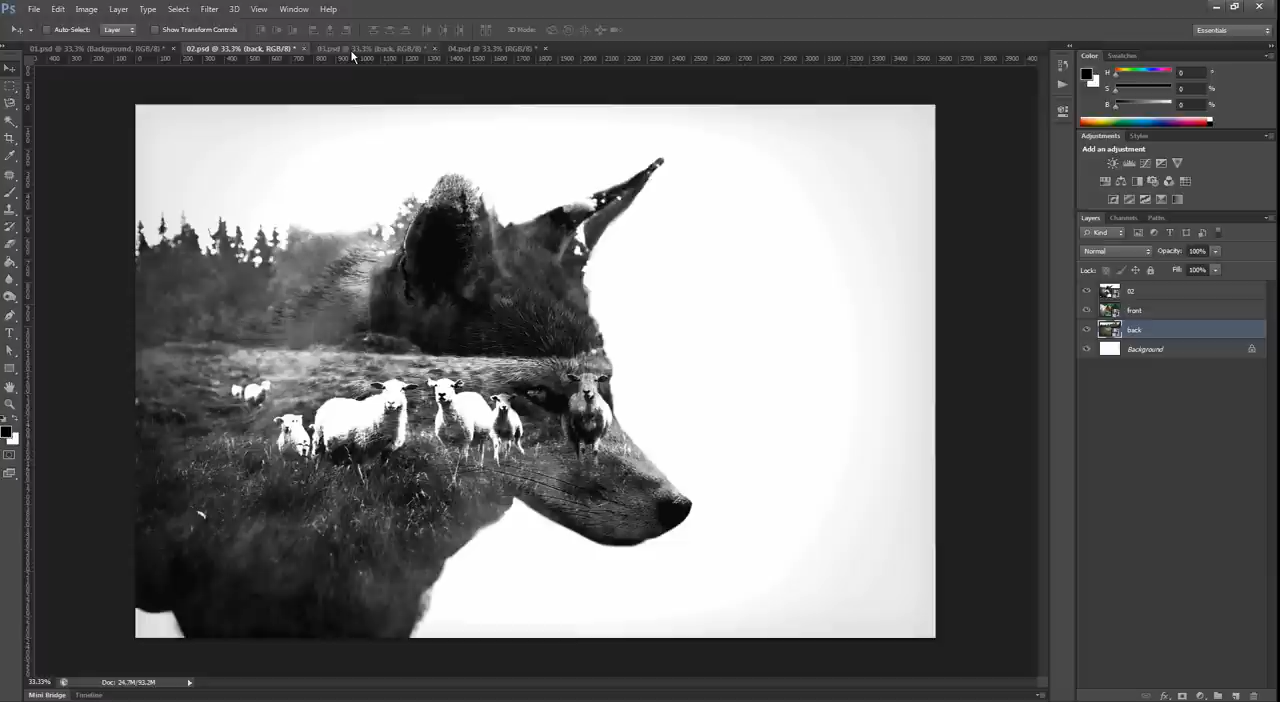 Ps File Edit Image Layer Type Select Filter 3D View Window Help
Auto-Select: Layer Show Transform Controls 3D Mode: Essentials
01.psd @ 33,3% (Background, RGB/8) * × 02.psd @ 33,3% (back, RGB/8) * × 03.psd @ 33,3% (back, RGB/8) * × 04.psd @ 33,3% (back, RGB/8) * ×
Color Swatches
H 0 °
S 0 %
B 0 %
Adjustments Styles
Add an adjustment
Layers Channels Paths
Kind
Normal Opacity: 100%
Lock: Fill: 100%
02
front
back
Background
33,33% Doc: 24,7M/93,2M
Mini Bridge Timeline